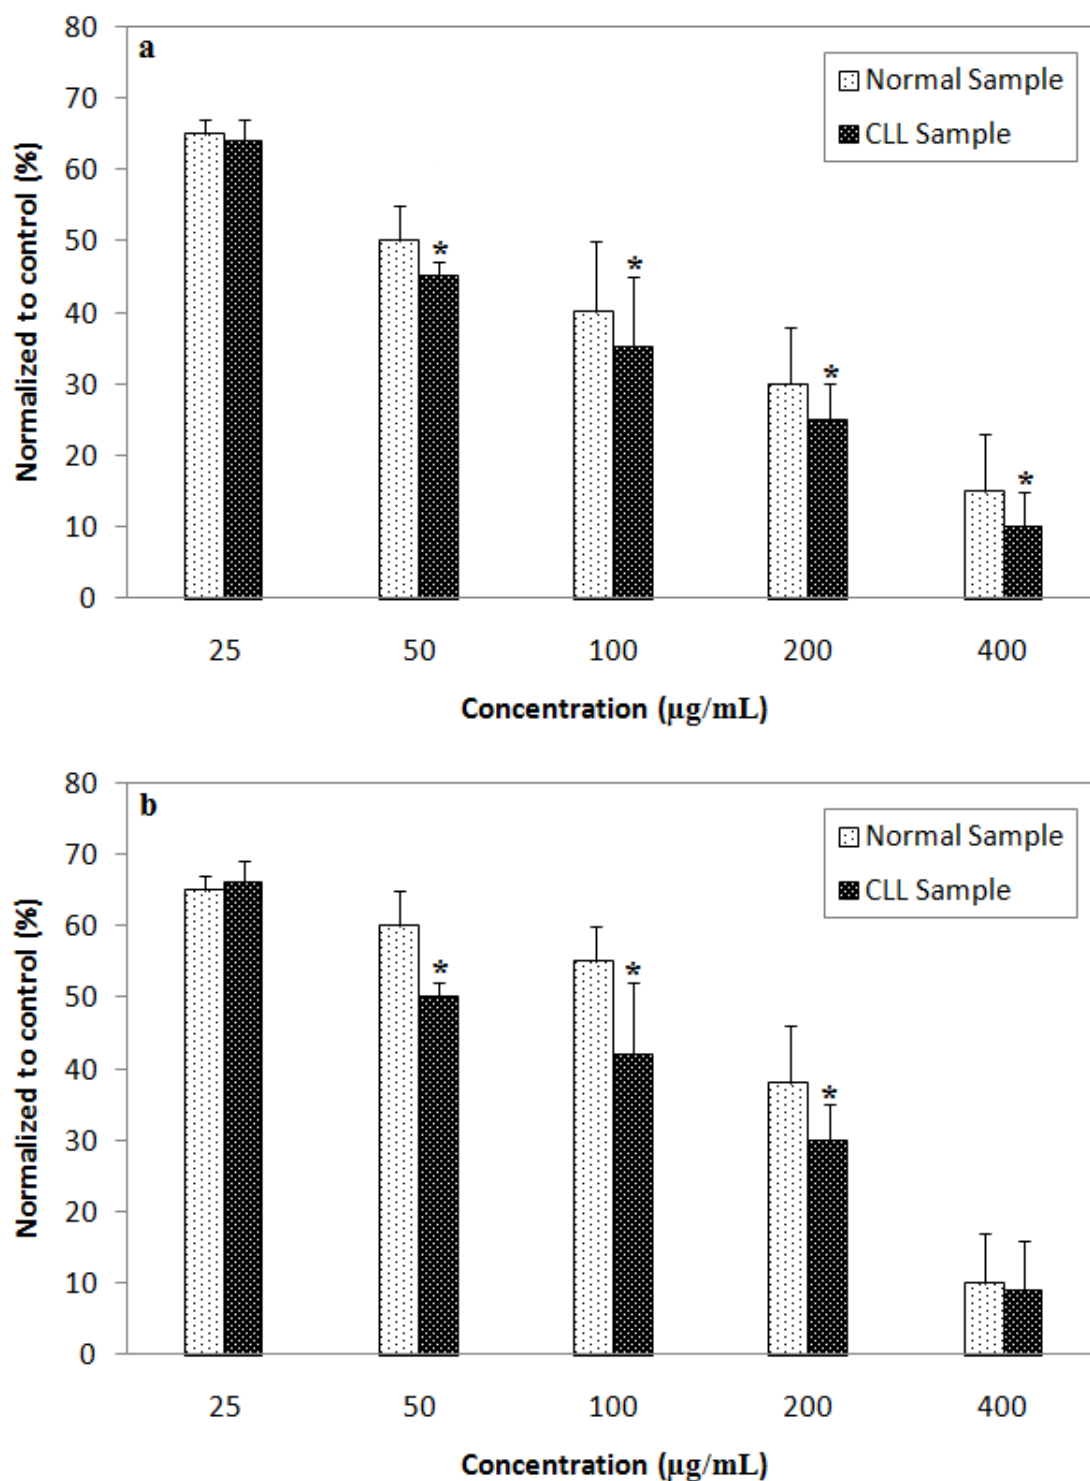 a
Normal Sample
CLL Sample
Normalized to control (%)
80
70
60
50
40
30
20
10
0
*
*
*
*
25 50 100 200 400
Concentration (µg/mL)
b
Normal Sample
CLL Sample
Normalized to control (%)
80
70
60
50
40
30
20
10
0
*
*
*
25 50 100 200 400
Concentration (µg/mL)